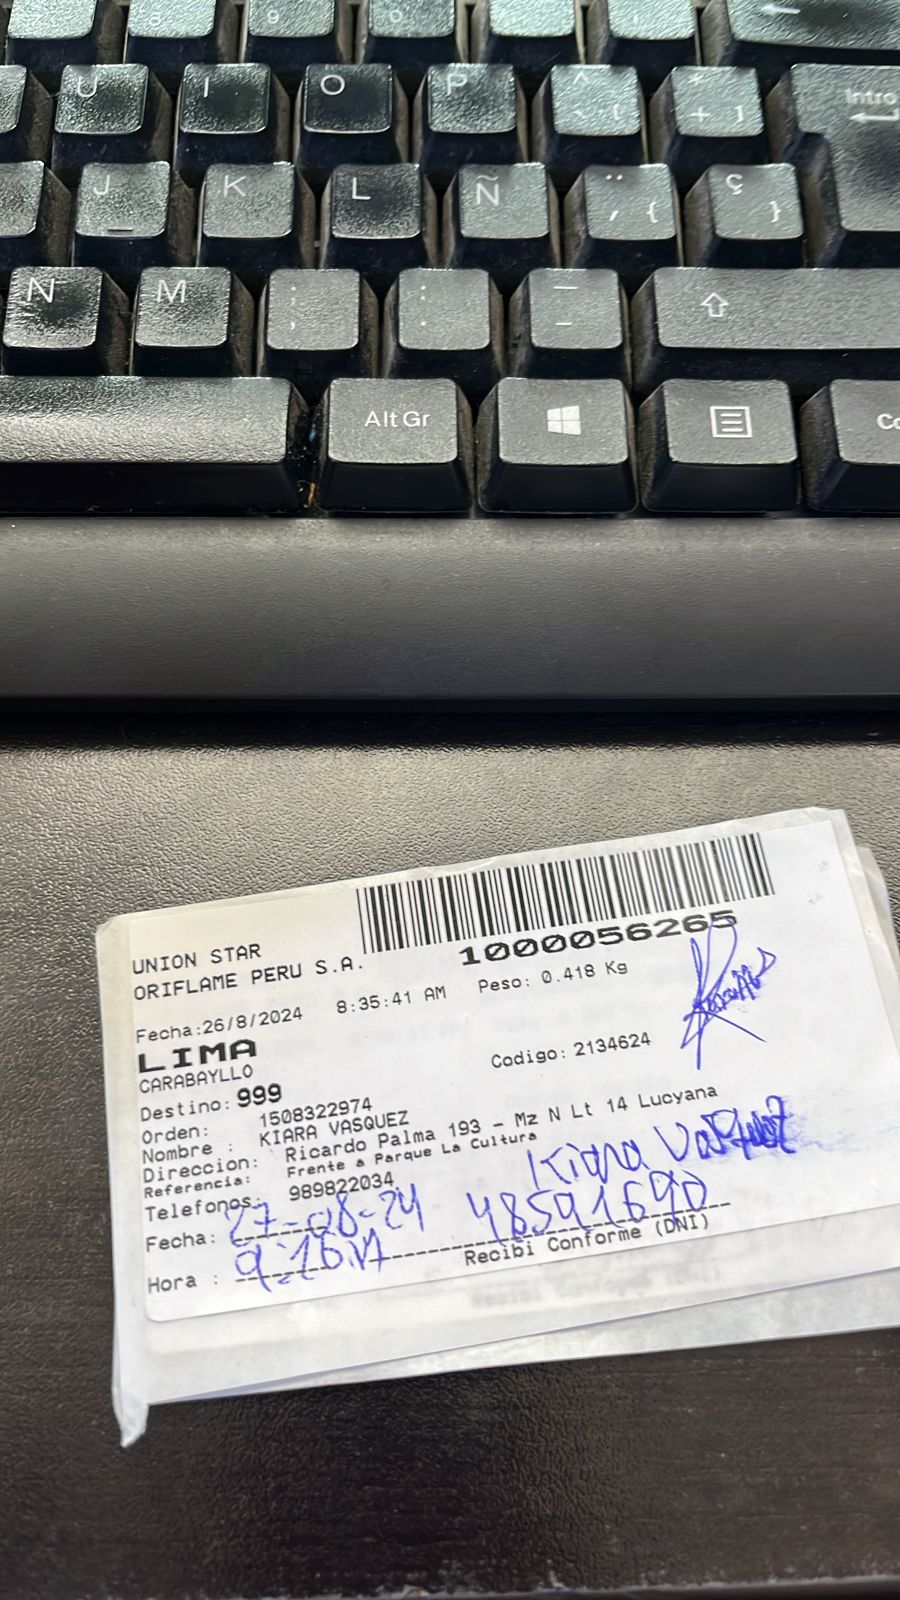 8 9 0
U I O P ^ ` [ * + ] Intro
J K L Ñ ¨ ´ { Ç }
N M ; , : . _ -
Alt Gr
UNION STAR
ORIFLAME PERU S.A.
1000056265
Fecha:26/8/2024 8:35:41 AM Peso: 0.418 Kg
LIMA
CARABAYLLO
Codigo: 2134624
Destino: 999
Orden: 1508322974
Nombre : KIARA VASQUEZ
Direccion: Ricardo Palma 193 - Mz N Lt 14 Lucyana
Referencia: Frente a Parque La Cultura
Telefonos: 989822034
Kiara Vasquez
Fecha: 27-08-24 48591690
Hora :
Recibi Conforme (DNI)